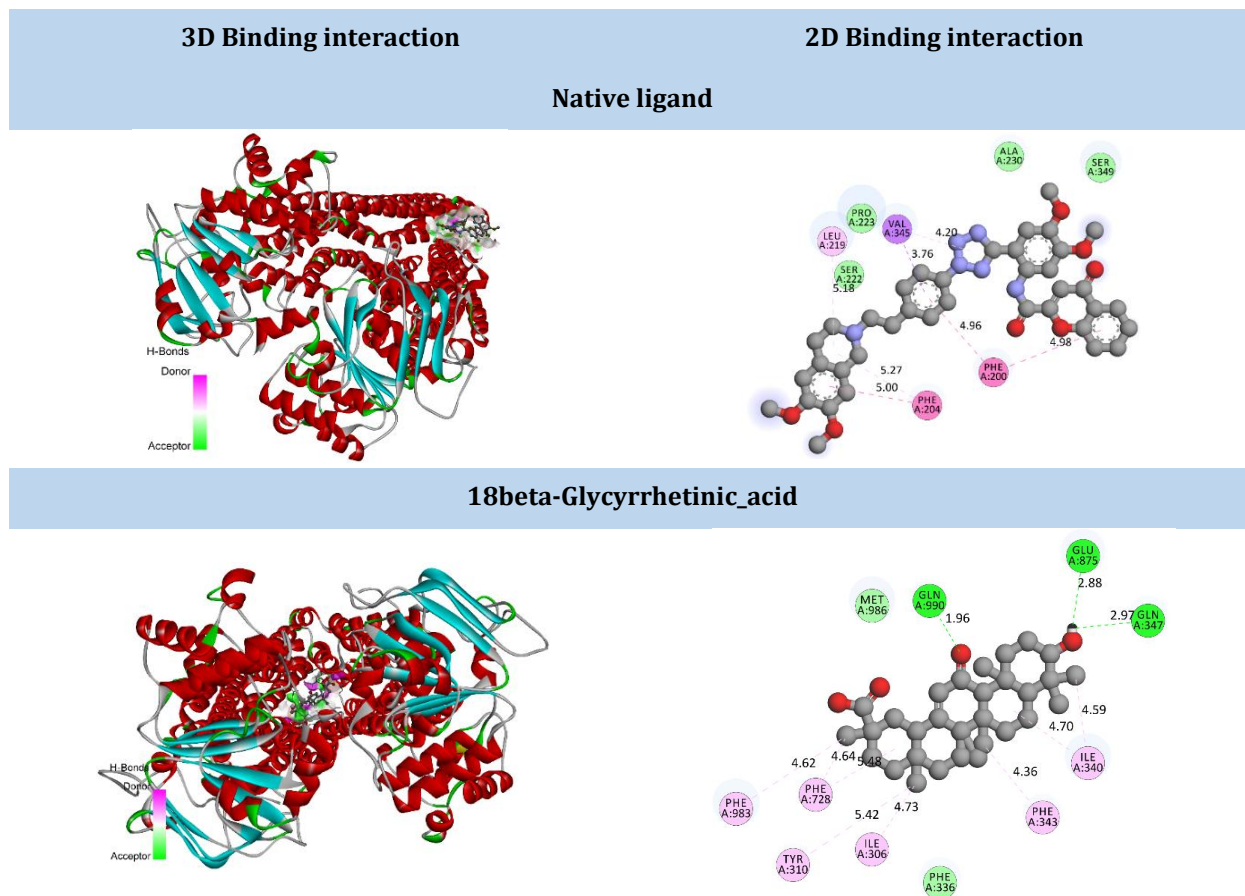 3D Binding interaction
2D Binding interaction
Native ligand
H-Bonds
Donor
Acceptor
ALA
A:230
SER
A:349
PRO
A:223
VAL
A:345
LEU
A:219
4.20
3.76
SER
A:222
5.18
4.96
4.98
PHE
A:200
5.27
5.00
PHE
A:204
18beta-Glycyrrhetinic_acid
H-Bonds
Donor
Acceptor
GLU
A:875
MET
A:986
GLN
A:990
2.88
1.96
2.97
GLN
A:347
4.59
4.70
4.62
4.64
5.48
4.36
ILE
A:340
PHE
A:983
PHE
A:728
PHE
A:343
5.42
4.73
TYR
A:310
ILE
A:306
PHE
A:336